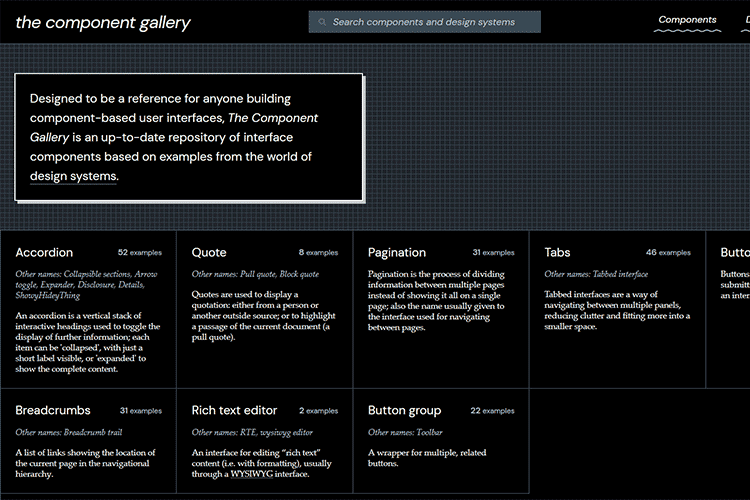 the component gallery
Search components and design systems
Components
Designed to be a reference for anyone building
component-based user interfaces, The Component
Gallery is an up-to-date repository of interface
components based on examples from the world of
design systems.
Accordion
52 examples
Other names: Collapsible sections, Arrow
toggle, Expander, Disclosure, Details,
ShowyHideyThing
An accordion is a vertical stack of
interactive headings used to toggle the
display of further information; each
item can be 'collapsed', with just a
short label visible, or 'expanded' to
show the complete content.
Quote
8 examples
Other names: Pull quote, Block quote
Quotes are used to display a
quotation: either from a person or
another outside source; or to highlight
a passage of the current document (a
pull quote).
Pagination
31 examples
Pagination is the process of dividing
information between multiple pages
instead of showing it all on a single
page; also the name usually given to
the interface used for navigating
between pages.
Tabs
46 examples
Other names: Tabbed interface
Tabbed interfaces are a way of
navigating between multiple panels,
reducing clutter and fitting more into a
smaller space.
Buttons
submitt
an inter
Breadcrumbs
31 examples
Other names: Breadcrumb trail
A list of links showing the location of
the current page in the navigational
hierarchy.
Rich text editor
2 examples
Other names: RTE, wysiwyg editor
An interface for editing “rich text”
content (i.e. with formatting), usually
through a WYSIWYG interface.
Button group
22 examples
Other names: Toolbar
A wrapper for multiple, related
buttons.